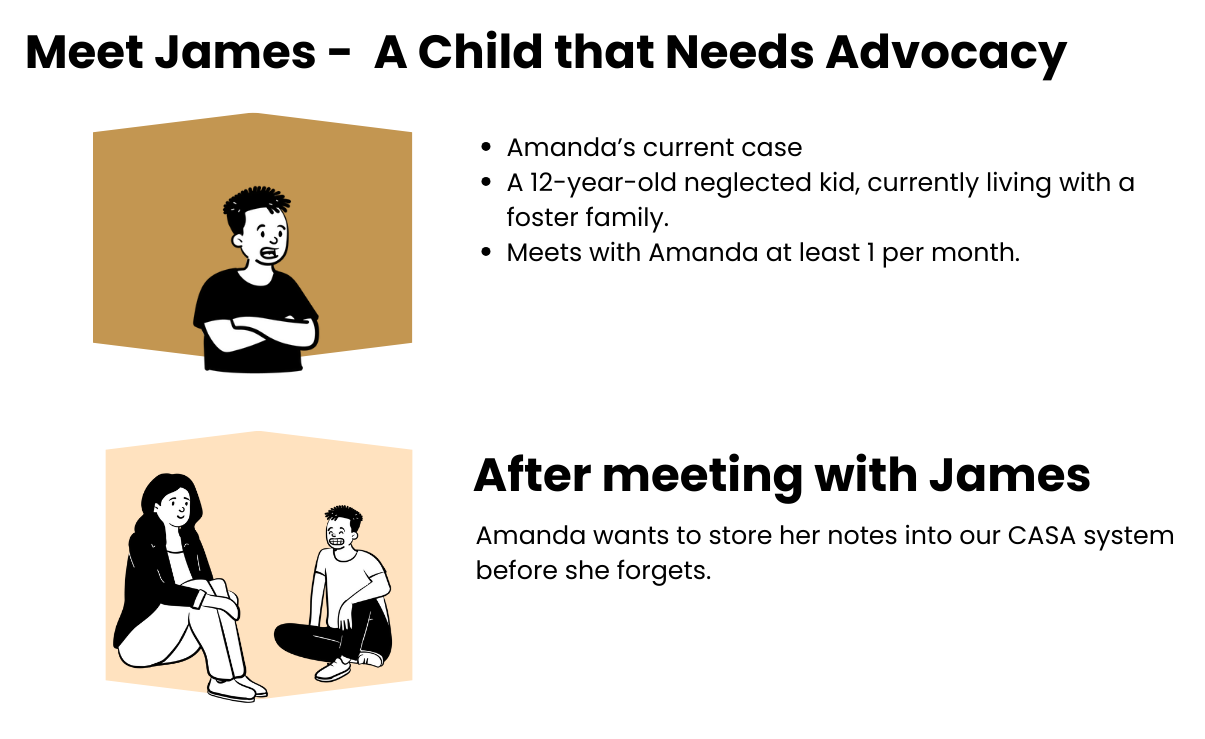 Meet James - A Child that Needs Advocacy
• Amanda’s current case
• A 12-year-old neglected kid, currently living with a
foster family.
• Meets with Amanda at least 1 per month.
After meeting with James
Amanda wants to store her notes into our CASA system
before she forgets.